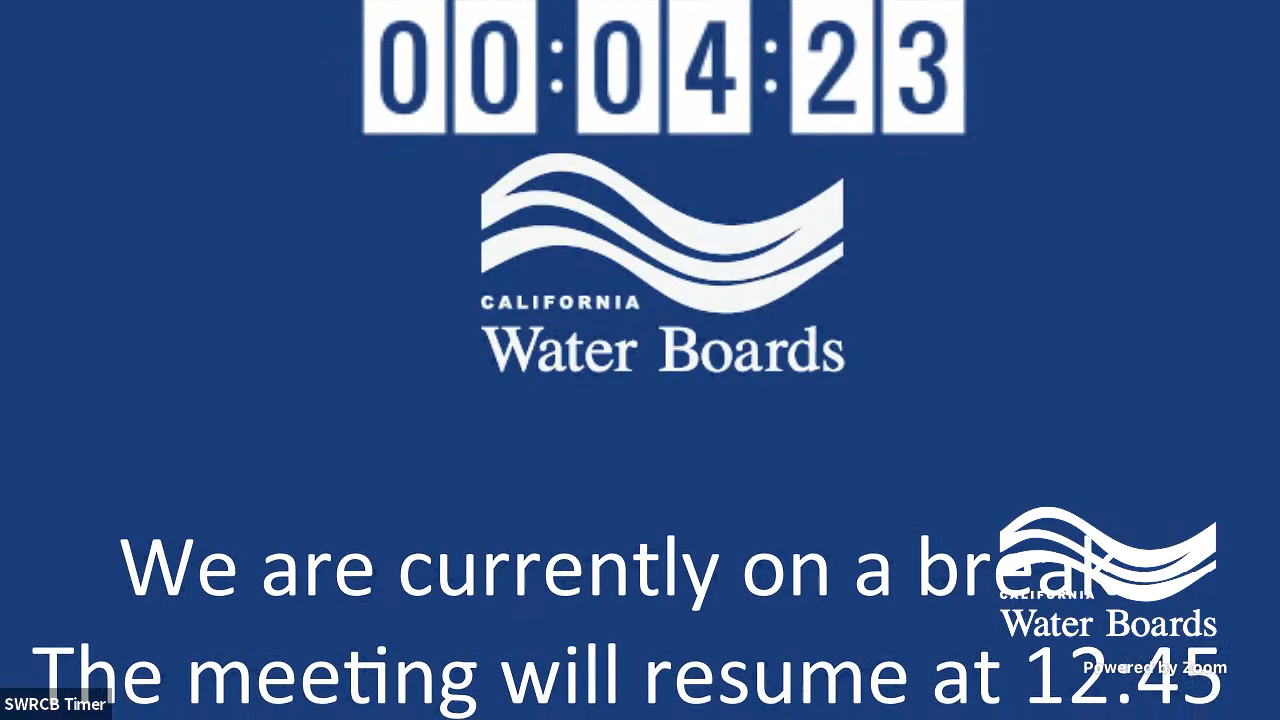 00:04:23
CALIFORNIA
Water Boards
We are currently on a break
CALIFORNIA
Water Boards
The meeting will resume at 12:45
Powered by Zoom
SWRCB Timer